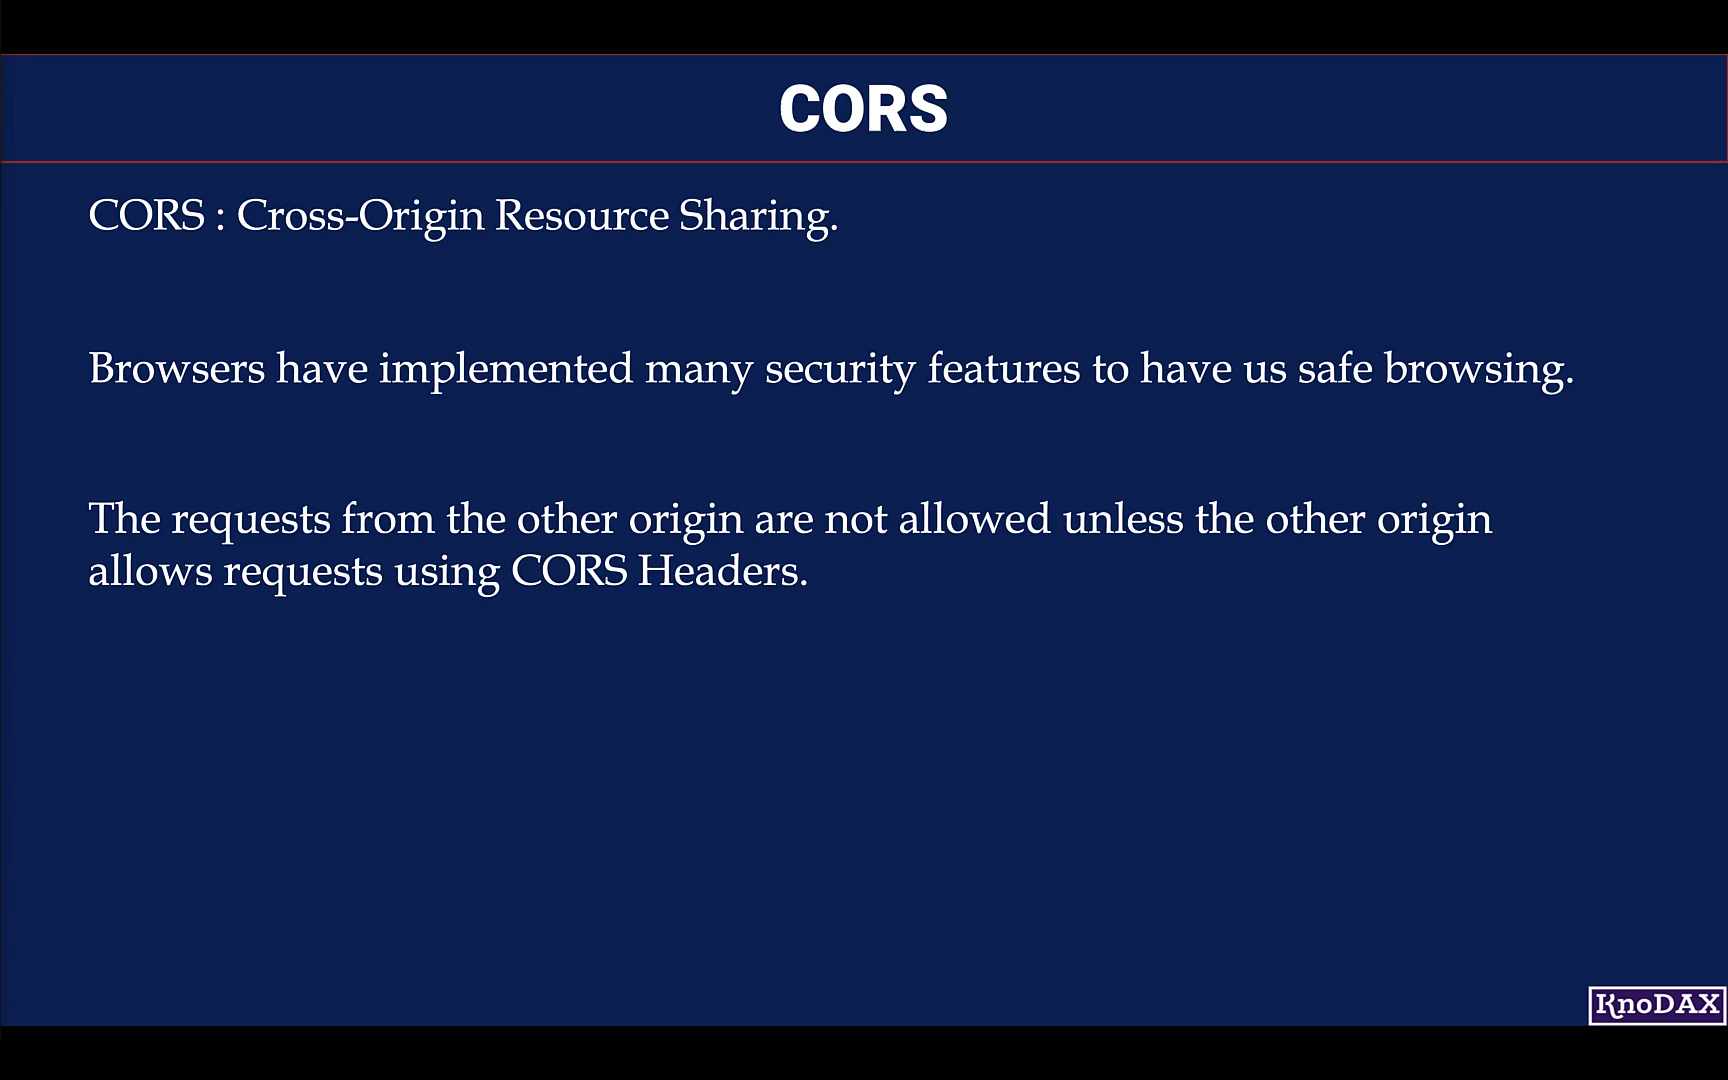 CORS
CORS : Cross-Origin Resource Sharing.
Browsers have implemented many security features to have us safe browsing.
The requests from the other origin are not allowed unless the other origin
allows requests using CORS Headers.
KnoDAX